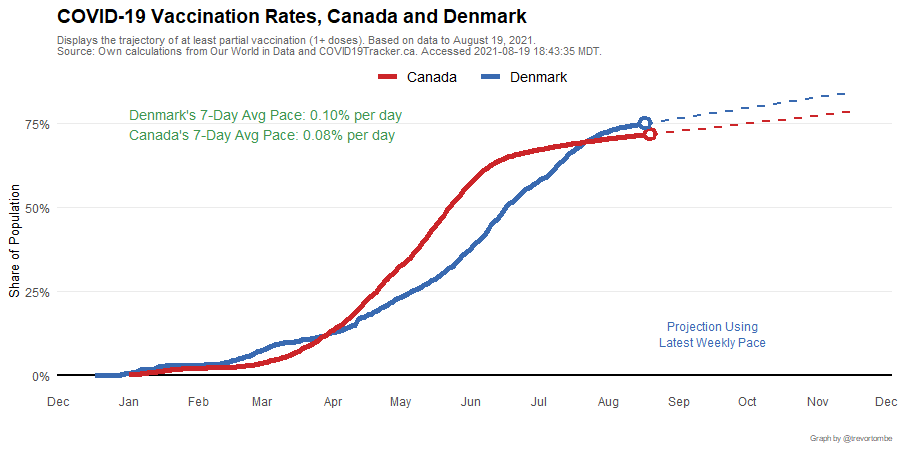 COVID-19 Vaccination Rates, Canada and Denmark
Displays the trajectory of at least partial vaccination (1+ doses). Based on data to August 19, 2021.
Source: Own calculations from Our World in Data and COVID19Tracker.ca. Accessed 2021-08-19 18:43:35 MDT.
Canada Denmark
Denmark's 7-Day Avg Pace: 0.10% per day
Canada's 7-Day Avg Pace: 0.08% per day
75%
50%
25%
0%
Share of Population
Projection Using
Latest Weekly Pace
Dec Jan Feb Mar Apr May Jun Jul Aug Sep Oct Nov Dec
Graph by @trevortombe